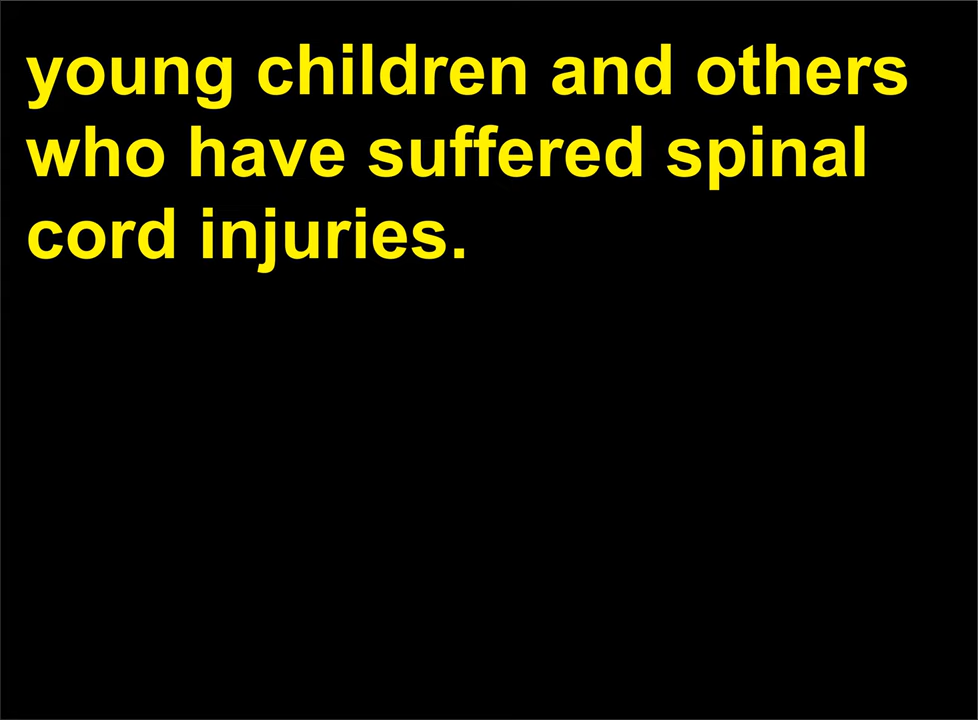 young children and others
who have suffered spinal
cord injuries.